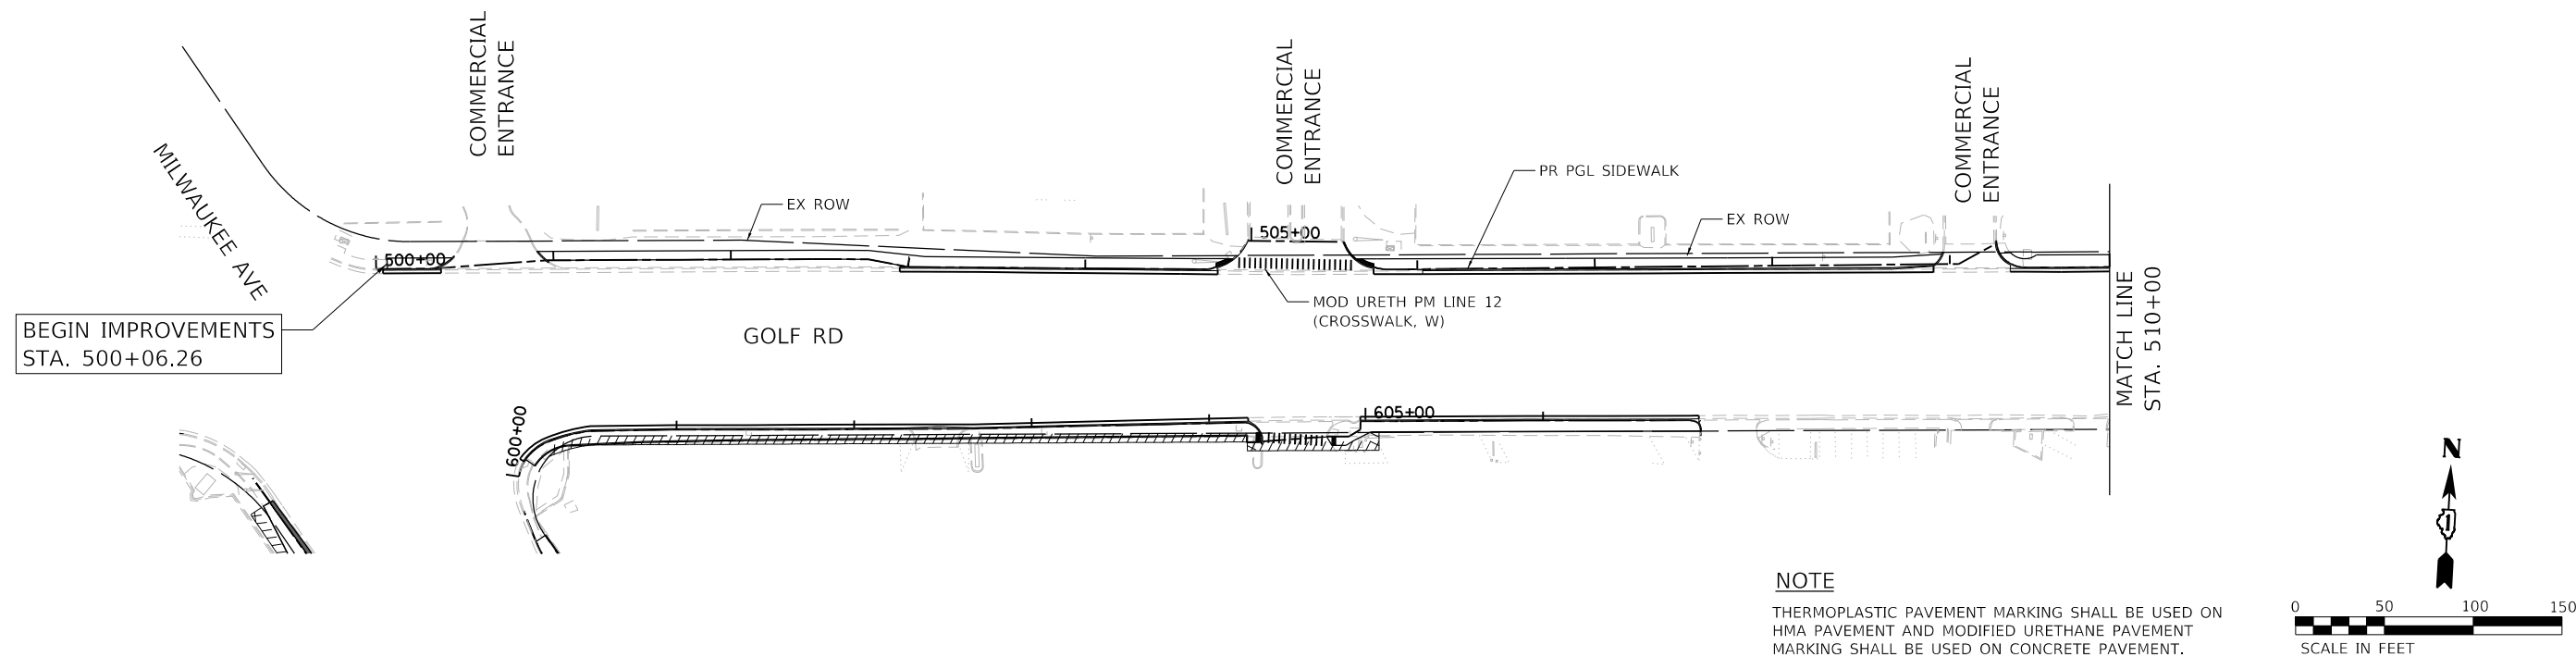 COMMERCIAL
ENTRANCE
COMMERCIAL
ENTRANCE
COMMERCIAL
ENTRANCE
MILWAUKEE AVE
EX ROW
PR PGL SIDEWALK
EX ROW
500+00
505+00
MOD URETH PM LINE 12
(CROSSWALK, W)
BEGIN IMPROVEMENTS
STA. 500+06.26
GOLF RD
MATCH LINE
STA. 510+00
600+00
605+00
N
1
NOTE
THERMOPLASTIC PAVEMENT MARKING SHALL BE USED ON
HMA PAVEMENT AND MODIFIED URETHANE PAVEMENT
MARKING SHALL BE USED ON CONCRETE PAVEMENT.
0 50 100 150
SCALE IN FEET